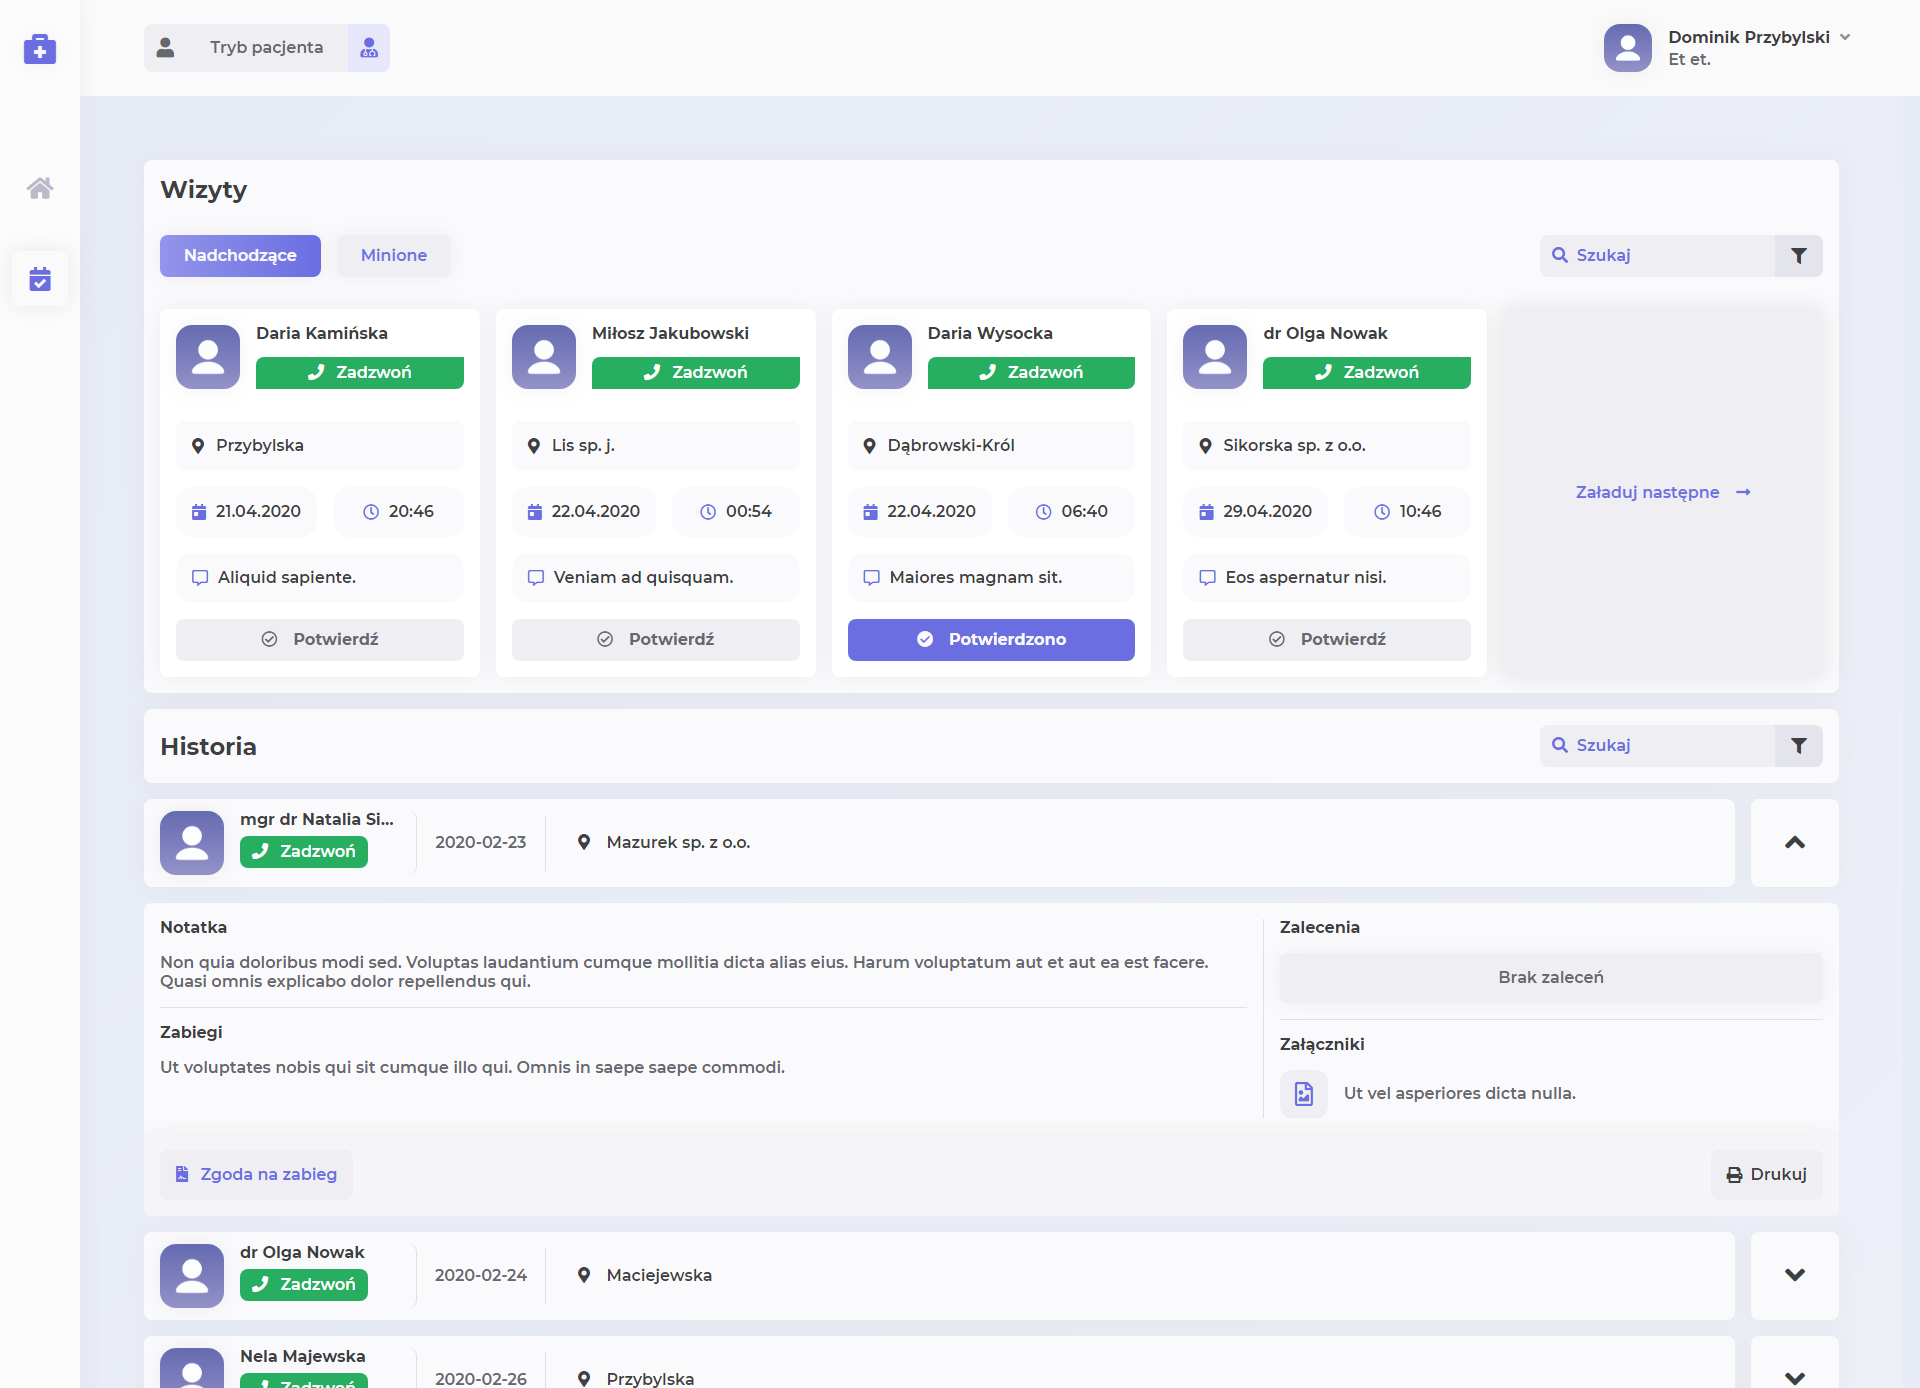 Tryb pacjenta
Dominik Przybylski
Et et.
Wizyty
Nadchodzące
Minione
Szukaj
Daria Kamińska
Zadzwoń
Przybylska
21.04.2020
20:46
Aliquid sapiente.
Potwierdź
Miłosz Jakubowski
Zadzwoń
Lis sp. j.
22.04.2020
00:54
Veniam ad quisquam.
Potwierdź
Daria Wysocka
Zadzwoń
Dąbrowski-Król
22.04.2020
06:40
Maiores magnam sit.
Potwierdzono
dr Olga Nowak
Zadzwoń
Sikorska sp. z o.o.
29.04.2020
10:46
Eos aspernatur nisi.
Potwierdź
Załaduj następne
Historia
Szukaj
mgr dr Natalia Si...
Zadzwoń
2020-02-23
Mazurek sp. z o.o.
Notatka
Non quia doloribus modi sed. Voluptas laudantium cumque mollitia dicta alias eius. Harum voluptatum aut et aut ea est facere.
Quasi omnis explicabo dolor repellendus qui.
Zabiegi
Ut voluptates nobis qui sit cumque illo qui. Omnis in saepe saepe commodi.
Zalecenia
Brak zaleceń
Załączniki
Ut vel asperiores dicta nulla.
Zgoda na zabieg
Drukuj
dr Olga Nowak
Zadzwoń
2020-02-24
Maciejewska
Nela Majewska
Zadzwoń
2020-02-26
Przybylska